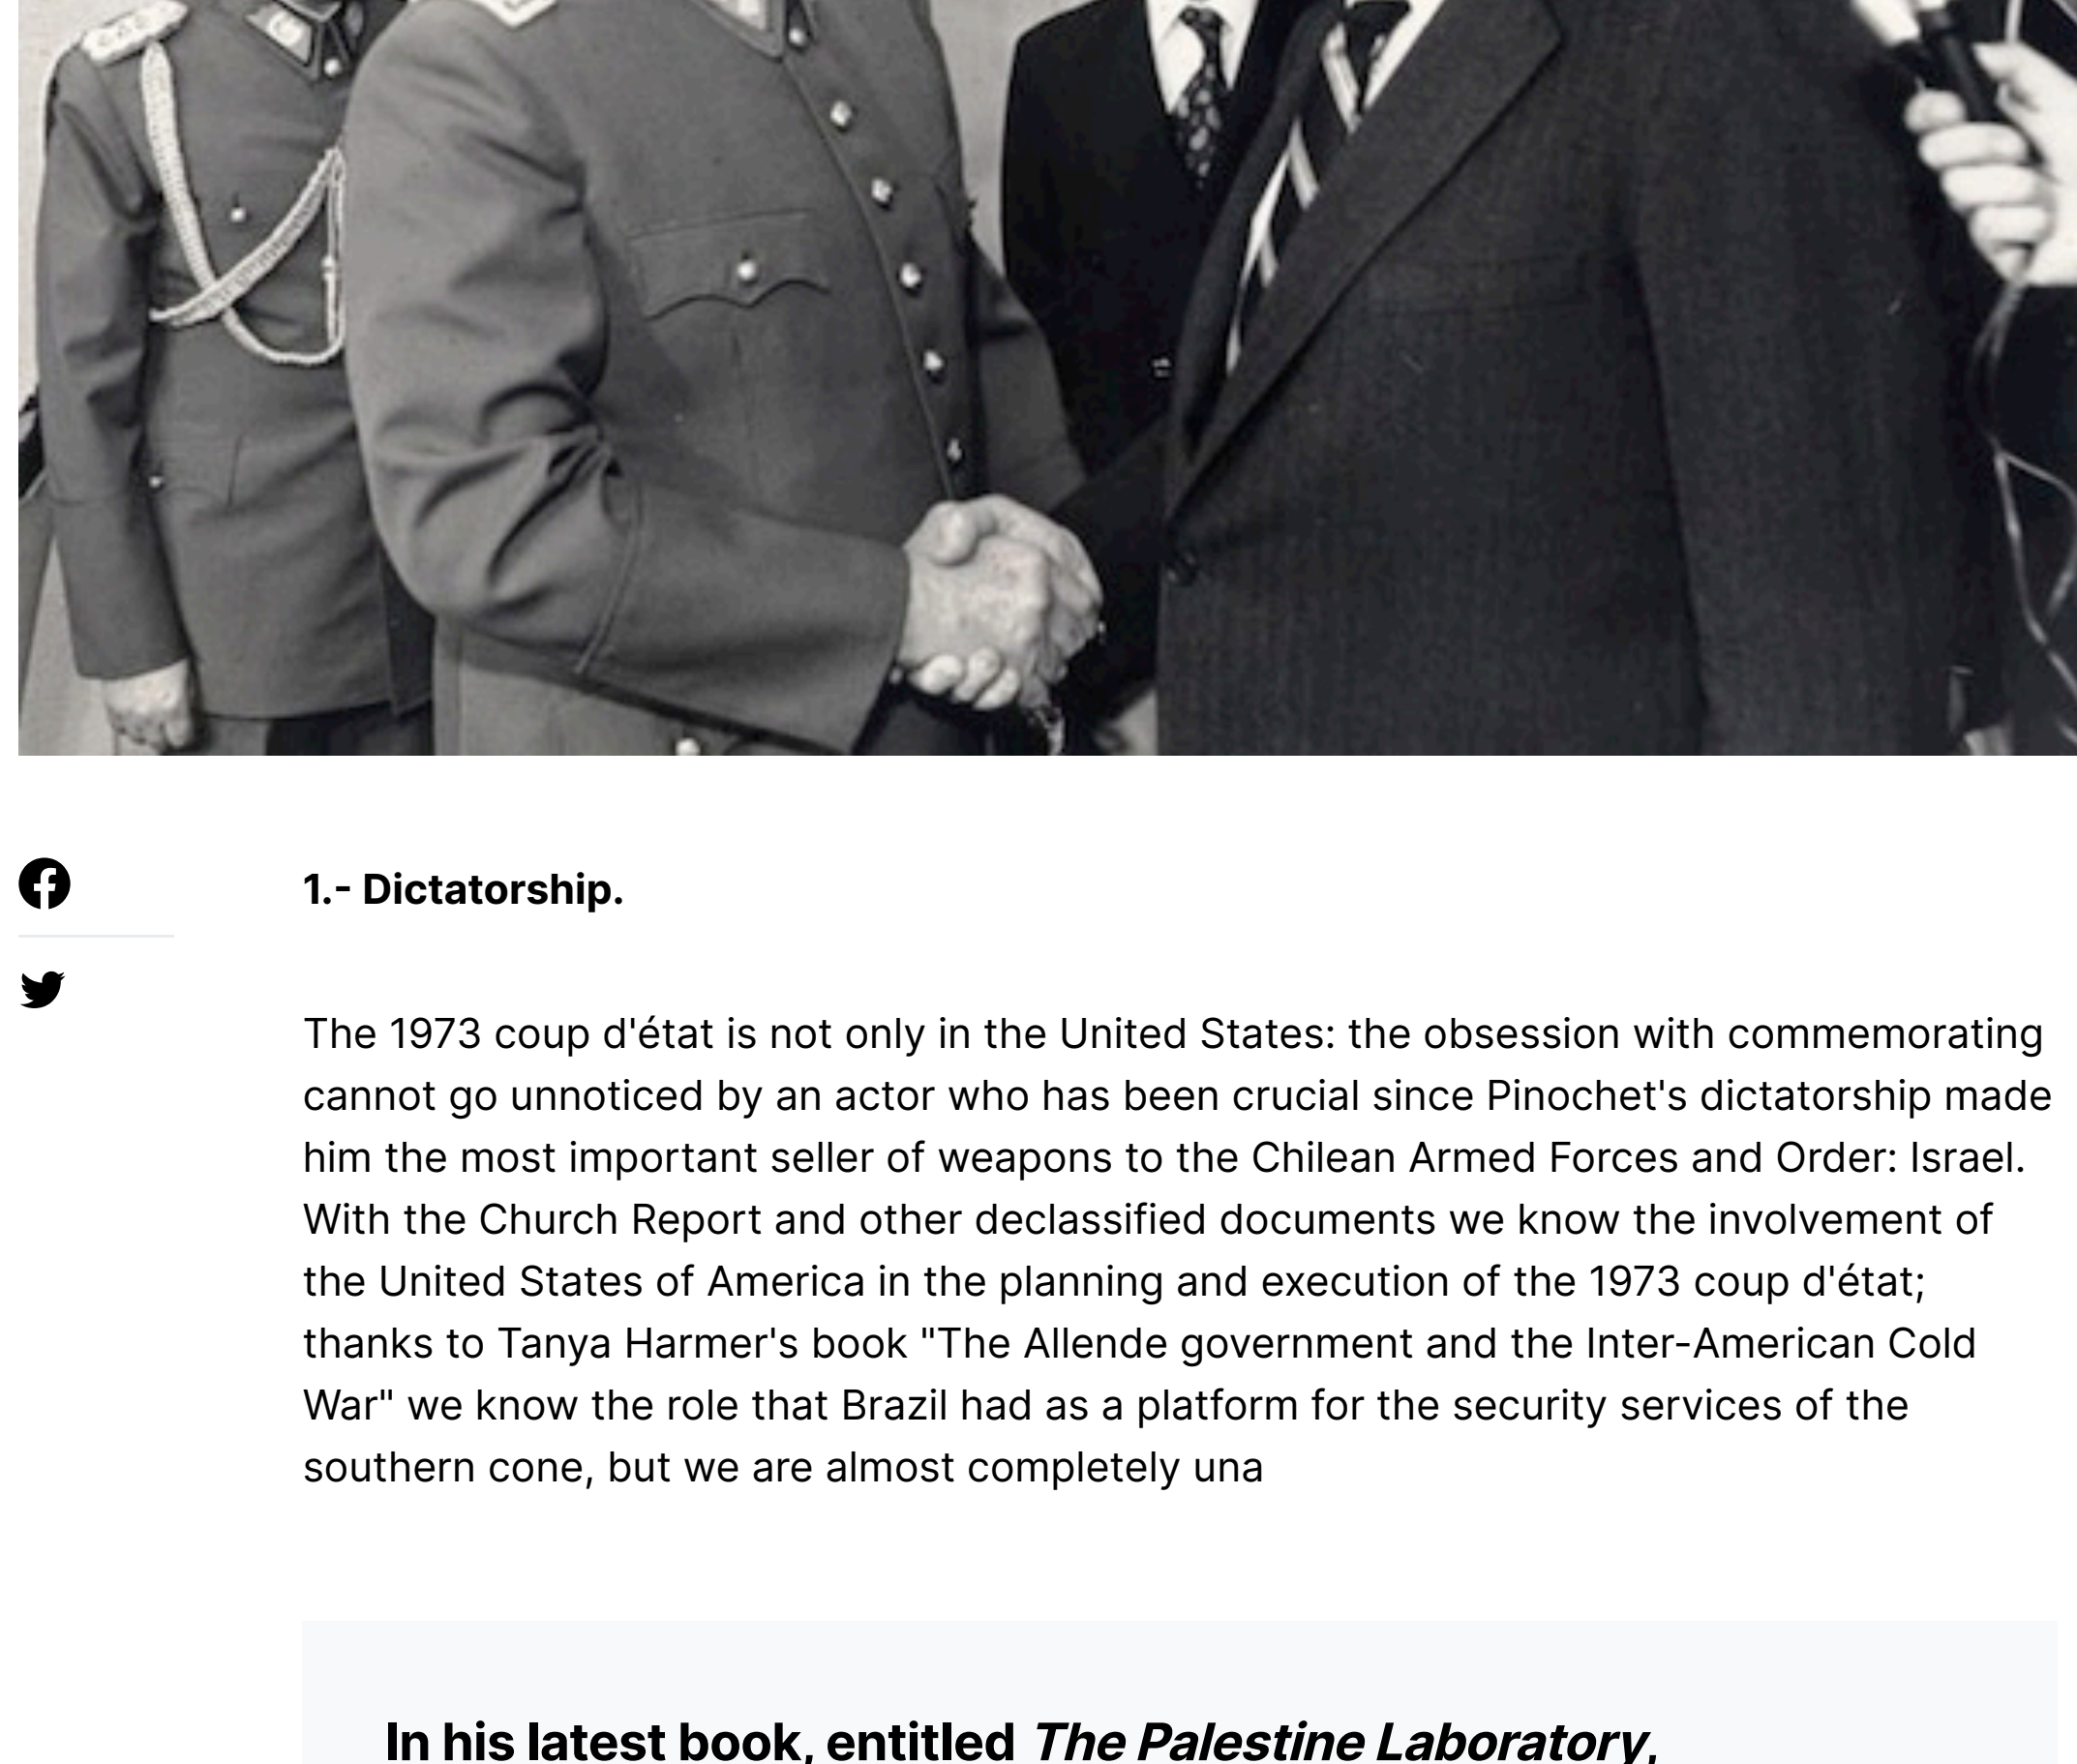 1.- Dictatorship.
The 1973 coup d'état is not only in the United States: the obsession with commemorating
cannot go unnoticed by an actor who has been crucial since Pinochet's dictatorship made
him the most important seller of weapons to the Chilean Armed Forces and Order: Israel.
With the Church Report and other declassified documents we know the involvement of
the United States of America in the planning and execution of the 1973 coup d'état;
thanks to Tanya Harmer's book "The Allende government and the Inter-American Cold
War" we know the role that Brazil had as a platform for the security services of the
southern cone, but we are almost completely una
In his latest book, entitled The Palestine Laboratory,